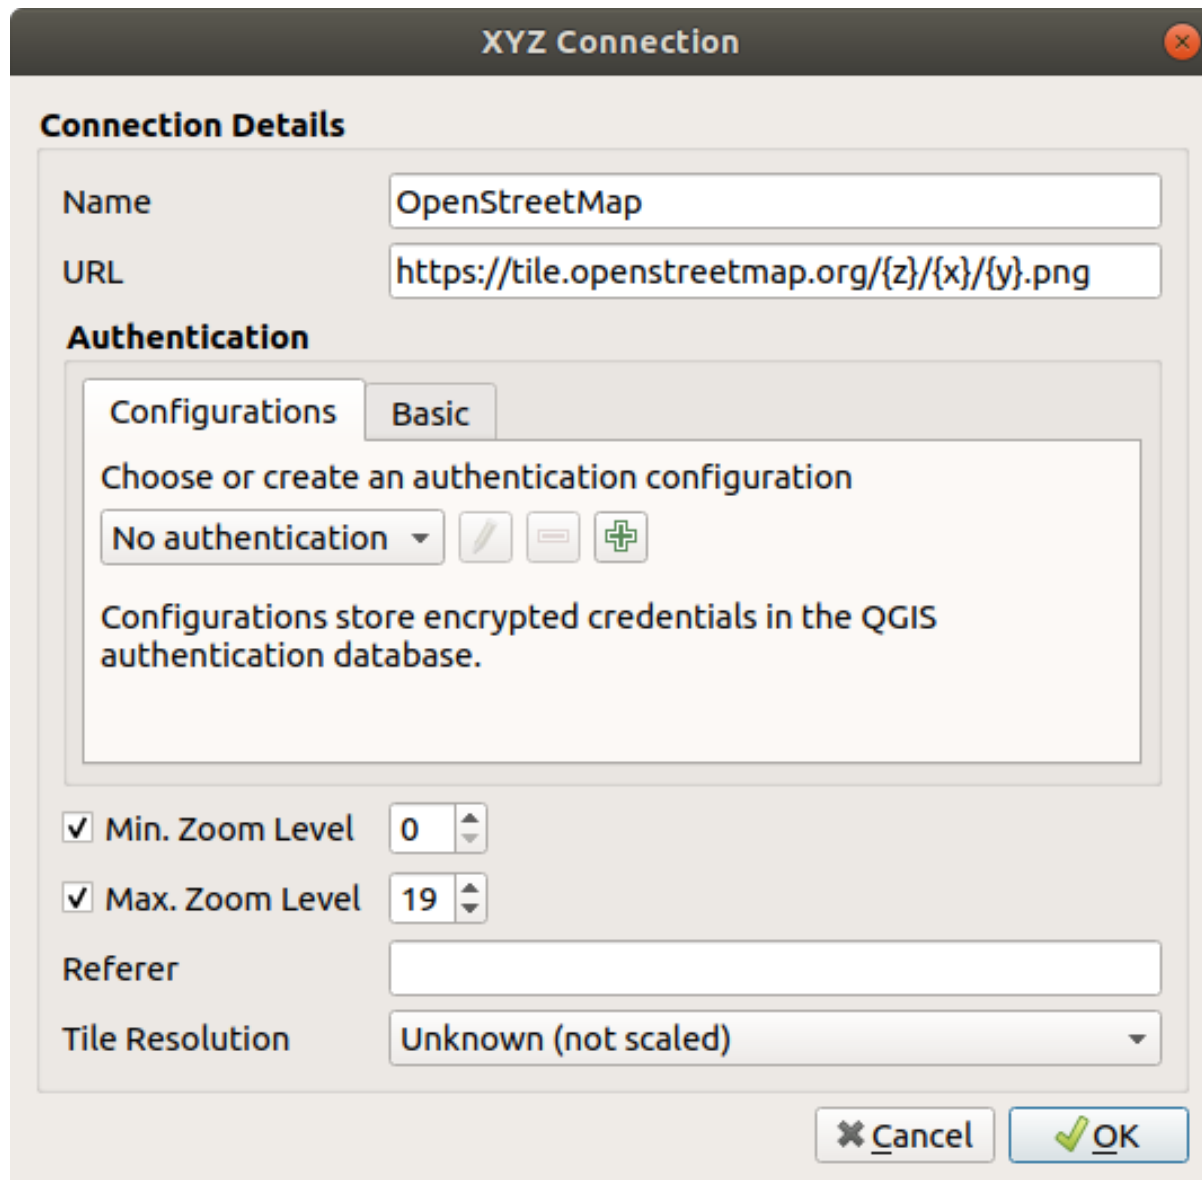 XYZ Connection
Connection Details
Name OpenStreetMap
URL https://tile.openstreetmap.org/{z}/{x}/{y}.png
Authentication
Configurations Basic
Choose or create an authentication configuration
No authentication
Configurations store encrypted credentials in the QGIS
authentication database.
Min. Zoom Level 0
Max. Zoom Level 19
Referer
Tile Resolution Unknown (not scaled)
Cancel OK